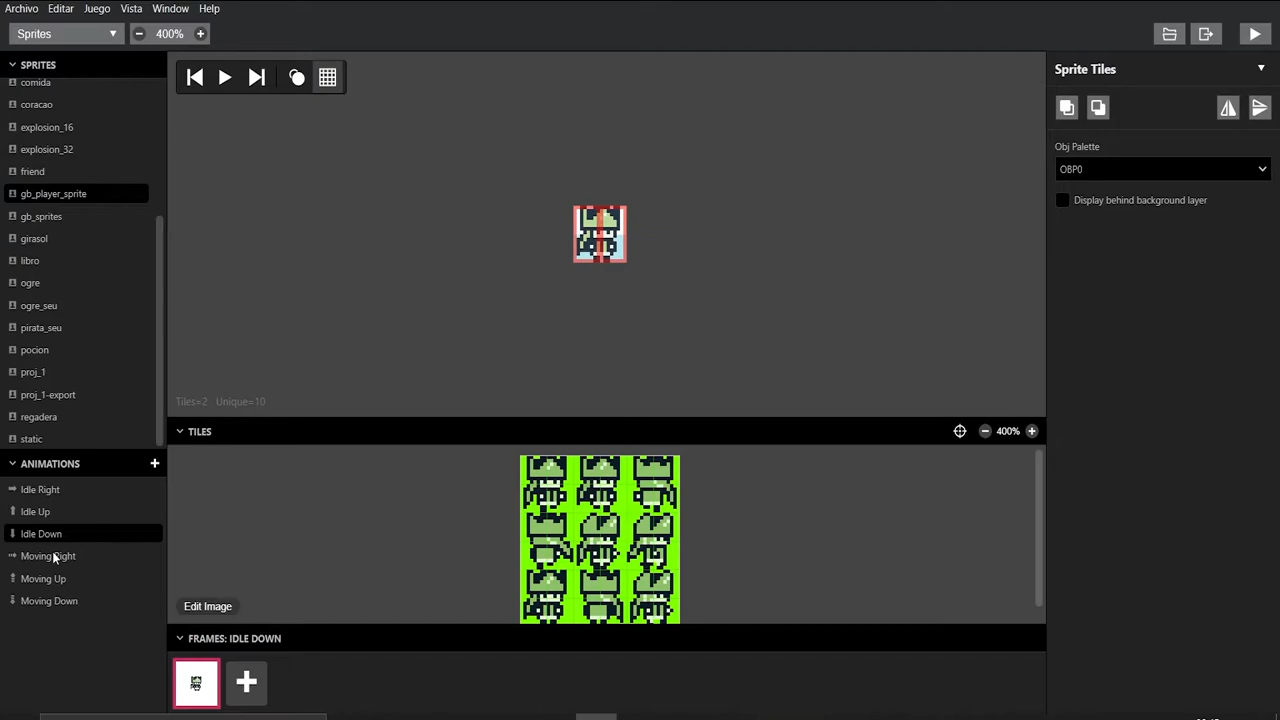 Archivo Editar Juego Vista Window Help
Sprites 400%
SPRITES
comida
coracao
explosion_16
explosion_32
friend
gb_player_sprite
gb_sprites
girasol
libro
ogre
ogre_seu
pirata_seu
pocion
proj_1
proj_1-export
regadera
static
ANIMATIONS
Idle Right
Idle Up
Idle Down
Moving Right
Moving Up
Moving Down
Tiles=2 Unique=10
TILES 400%
Edit Image
FRAMES: IDLE DOWN
Sprite Tiles
Obj Palette
OBP0
Display behind background layer